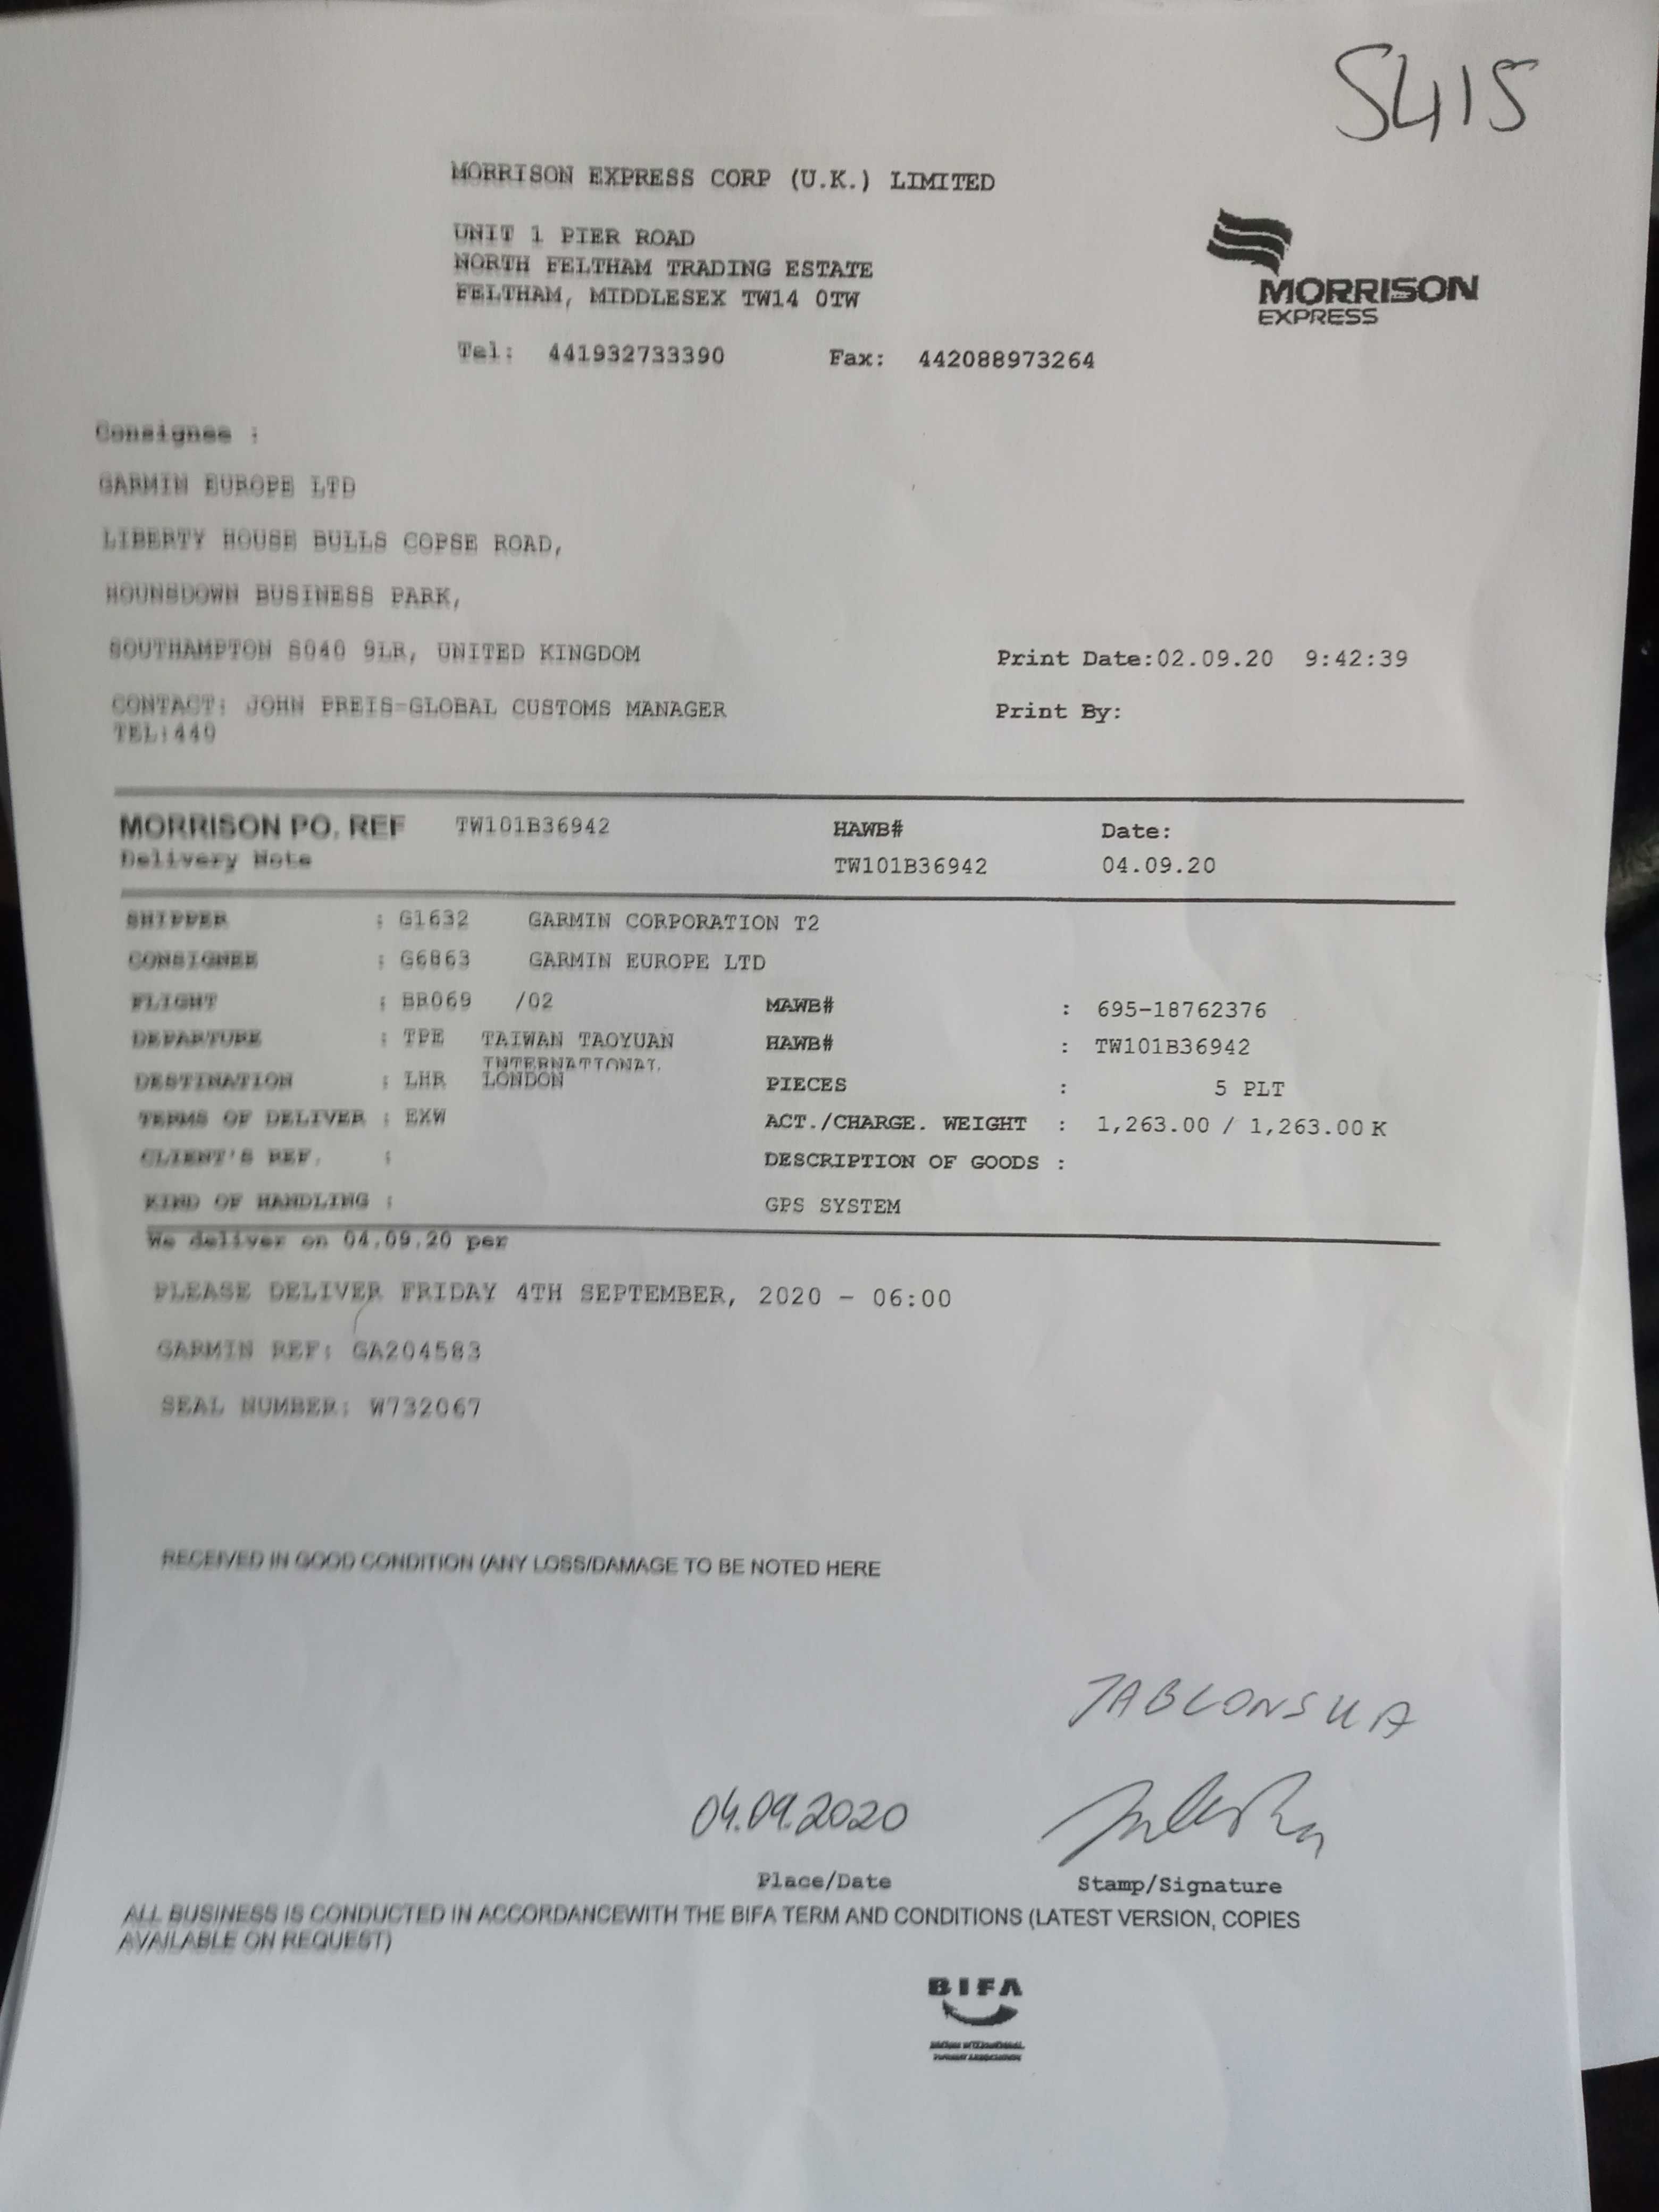 5415
MORRISON EXPRESS CORP (U.K.) LIMITED
UNIT 1 PIER ROAD
NORTH FELTHAM TRADING ESTATE
FELTHAM, MIDDLESEX TW14 0TW
MORRISON
EXPRESS
Tel: 441932733390 Fax: 442088973264
Consignee :
GARMIN EUROPE LTD
LIBERTY HOUSE BULLS COPSE ROAD,
HOUNSDOWN BUSINESS PARK,
SOUTHAMPTON SO40 9LR, UNITED KINGDOM Print Date:02.09.20 9:42:39
CONTACT: JOHN PREIS-GLOBAL CUSTOMS MANAGER Print By:
TEL:440
MORRISON PO, REF TW101B36942 HAWB# Date:
Delivery Note TW101B36942 04.09.20
SHIPPER : G1632 GARMIN CORPORATION T2
CONSIGNEE : G6863 GARMIN EUROPE LTD
FLIGHT : BR069 /02 MAWB# : 695-18762376
DEPARTURE : TPE TAIWAN TAOYUAN HAWB# : TW101B36942
INTERNATIONAL
DESTINATION : LHR LONDON PIECES : 5 PLT
TERMS OF DELIVER : EXW ACT./CHARGE. WEIGHT : 1,263.00 / 1,263.00 K
CLIENT'S REF. : DESCRIPTION OF GOODS :
KIND OF HANDLING : GPS SYSTEM
We deliver on 04.09.20 per
PLEASE DELIVER FRIDAY 4TH SEPTEMBER, 2020 - 06:00
GARMIN REF: GA204583
SEAL NUMBER: W732067
RECEIVED IN GOOD CONDITION (ANY LOSS/DAMAGE TO BE NOTED HERE
JABLONSKA
04.09.2020
Place/Date Stamp/Signature
ALL BUSINESS IS CONDUCTED IN ACCORDANCEWITH THE BIFA TERM AND CONDITIONS (LATEST VERSION, COPIES
AVAILABLE ON REQUEST)
BIFA